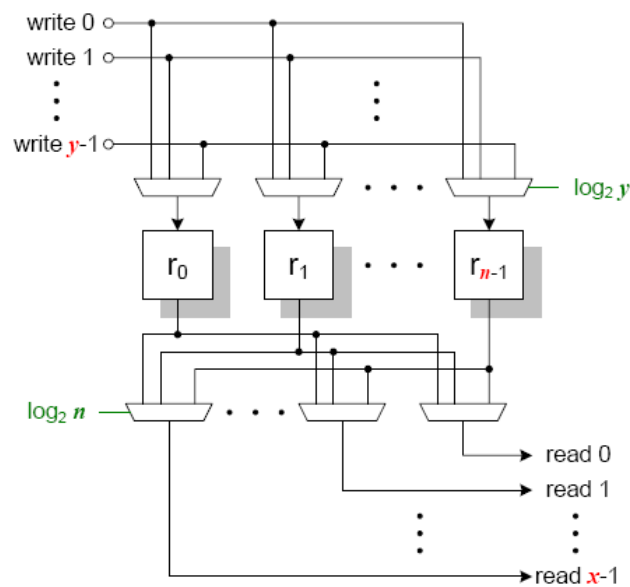 write 0
write 1
write y-1
log₂ y
r₀ r₁ rₙ₋₁
log₂ n
read 0
read 1
read x-1